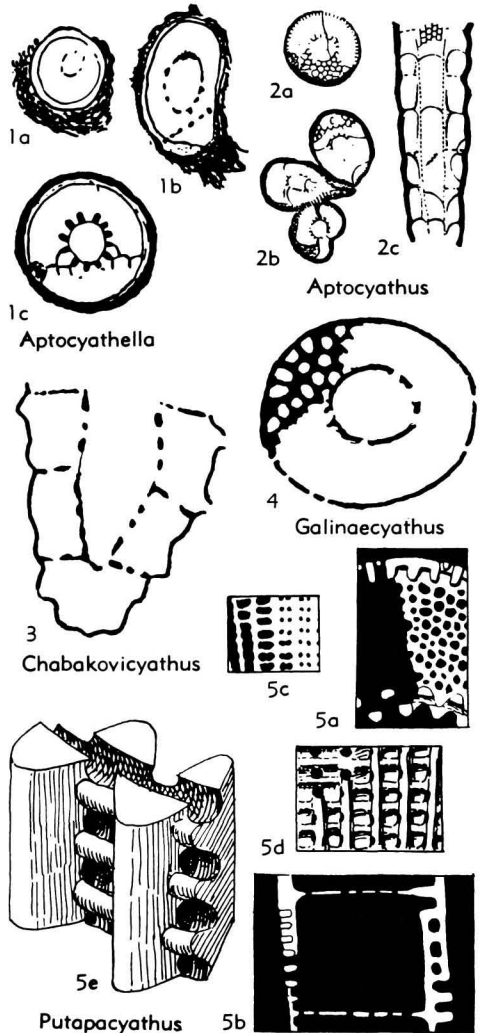 1a
1b
1c
Aptocyathella
2a
2b
2c
Aptocyathus
3
Chabakovicyathus
4
Galinaecyathus
5c
5a
5d
5e
5b
Putapacyathus